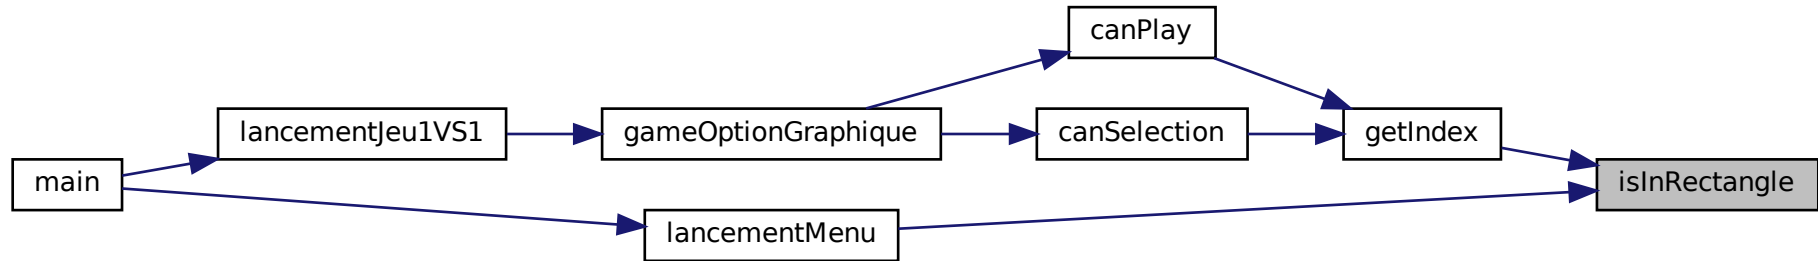 canPlay
lancementJeu1VS1
gameOptionGraphique
canSelection
getIndex
main
isInRectangle
lancementMenu